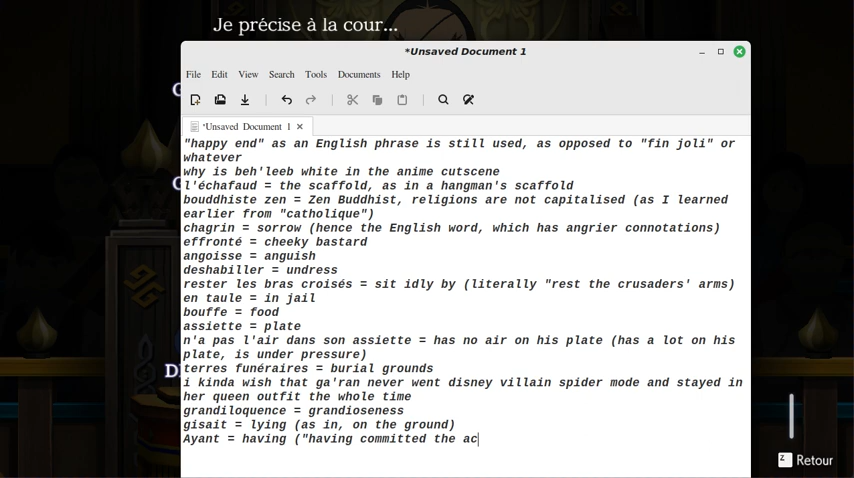 Je précise à la cour...
*Unsaved Document 1
File Edit View Search Tools Documents Help
*Unsaved Document 1
"happy end" as an English phrase is still used, as opposed to "fin joli" or
whatever
why is beh'leeb white in the anime cutscene
l'échafaud = the scaffold, as in a hangman's scaffold
bouddhiste zen = Zen Buddhist, religions are not capitalised (as I learned
earlier from "catholique")
chagrin = sorrow (hence the English word, which has angrier connotations)
effronté = cheeky bastard
angoisse = anguish
deshabiller = undress
rester les bras croisés = sit idly by (literally "rest the crusaders' arms)
en taule = in jail
bouffe = food
assiette = plate
n'a pas l'air dans son assiette = has no air on his plate (has a lot on his
plate, is under pressure)
terres funéraires = burial grounds
i kinda wish that ga'ran never went disney villain spider mode and stayed in
her queen outfit the whole time
grandiloquence = grandioseness
gisait = lying (as in, on the ground)
Ayant = having ("having committed the ac
Z Retour